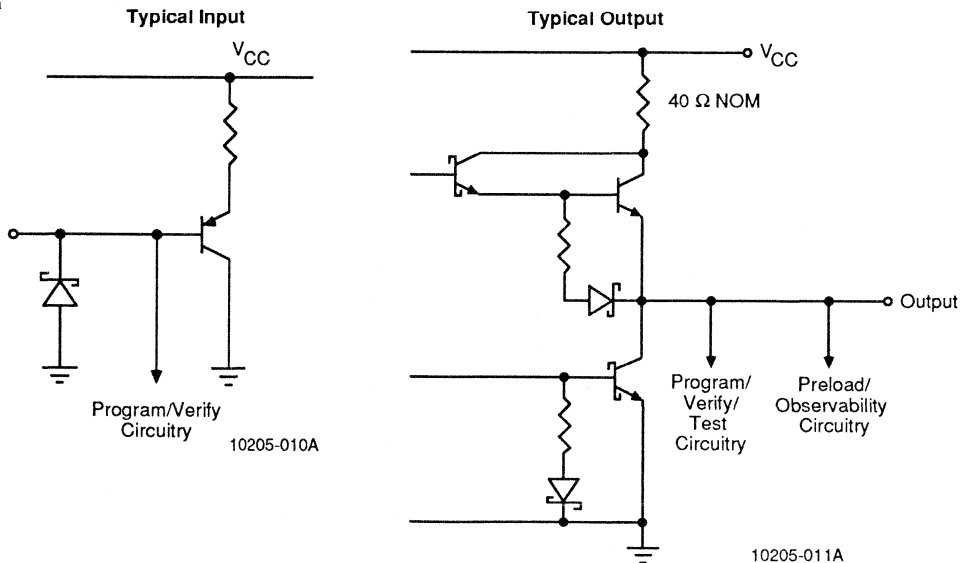 Typical Input
VCC
Program/Verify
Circuitry
10205-010A
Typical Output
VCC
40 Ω NOM
Output
Program/
Verify/
Test
Circuitry
Preload/
Observability
Circuitry
10205-011A